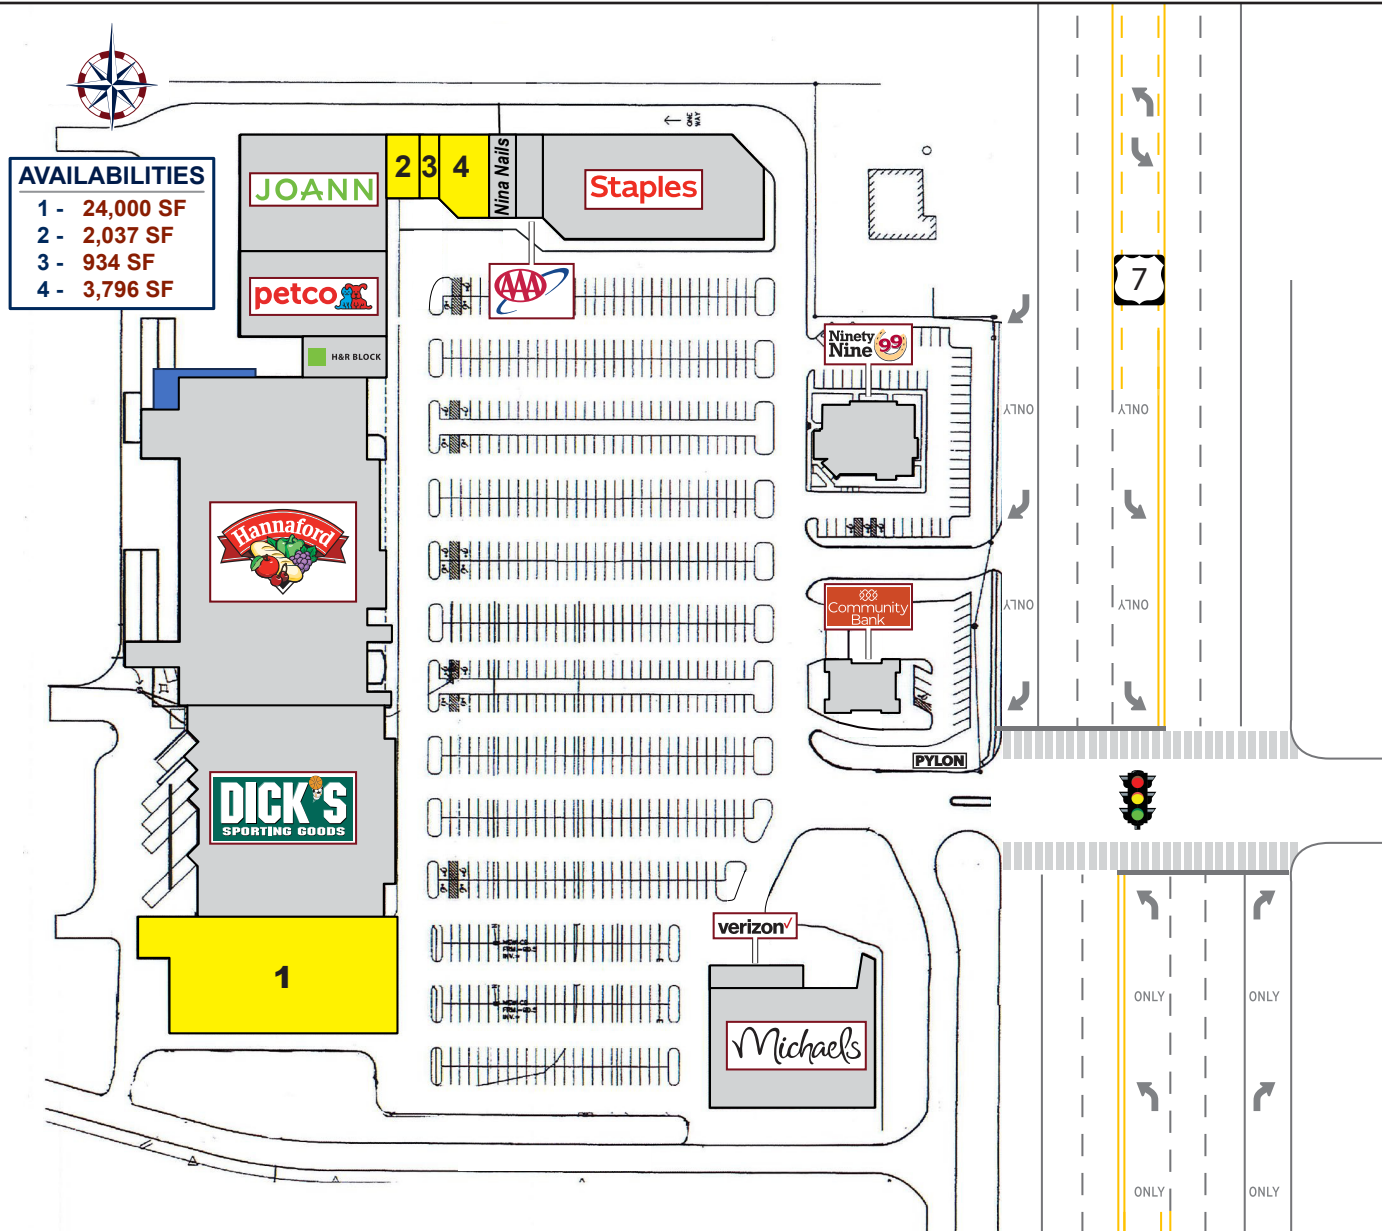 ONE
WAY
AVAILABILITIES
1 - 24,000 SF
2 - 2,037 SF
3 - 934 SF
4 - 3,796 SF
JOANN
2
3
4
Nina Nails
Staples
petco
AAA
7
H&R BLOCK
Ninety
Nine 99
ONLY
ONLY
Hannaford
Community
Bank
ONLY
ONLY
PYLON
DICK'S
SPORTING GOODS
verizon
1
Michaels
ONLY
ONLY
ONLY
ONLY